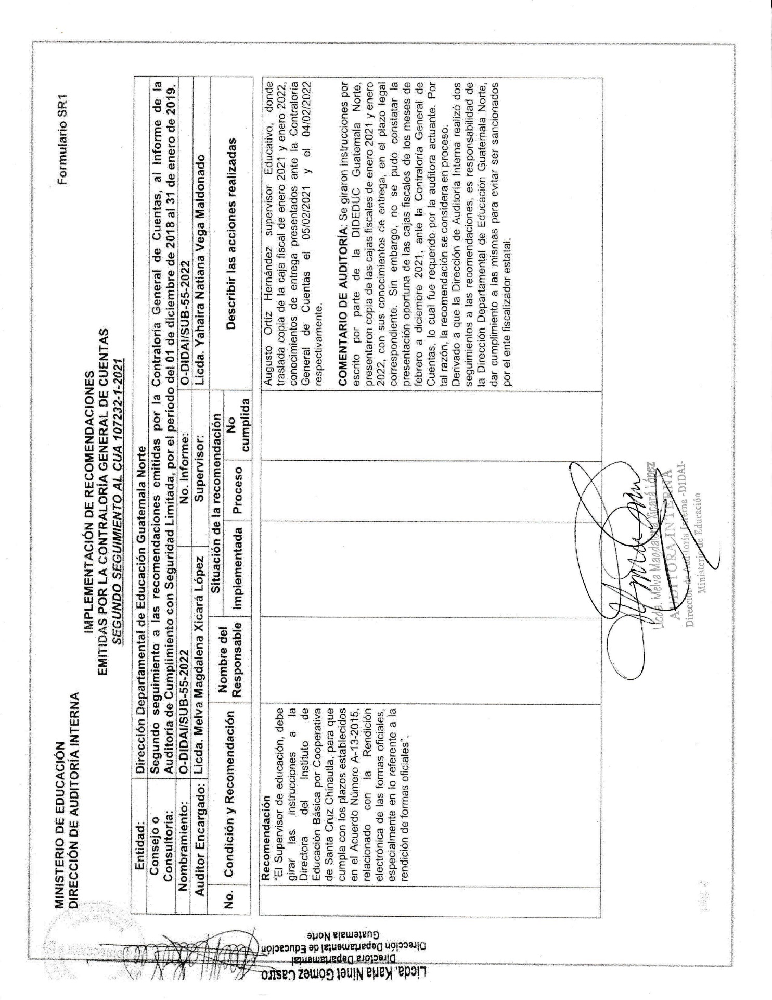 Formulario SR1
MINISTERIO DE EDUCACIÓN
DIRECCIÓN DE AUDITORÍA INTERNA
IMPLEMENTACIÓN DE RECOMENDACIONES
EMITIDAS POR LA CONTRALORÍA GENERAL DE CUENTAS
SEGUNDO SEGUIMIENTO AL CUA 107232-1-2021
Entidad: Dirección Departamental de Educación Guatemala Norte
Consejo o Consultoría: Segundo seguimiento a las recomendaciones emitidas por la Contraloría General de Cuentas, al Informe de la
Auditoría de Cumplimiento con Seguridad Limitada, por el período del 01 de diciembre de 2018 al 31 de enero de 2019.
Nombramiento: O-DIDAI/SUB-55-2022 No. Informe: O-DIDAI/SUB-55-2022
Auditor Encargado: Licda. Melva Magdalena Xicará López Supervisor: Licda. Yahaira Natiana Vega Maldonado
No. Condición y Recomendación Nombre del Responsable Situación de la recomendación Describir las acciones realizadas
Implementada Proceso No cumplida
Recomendación
"El Supervisor de educación, debe
girar las instrucciones a la
Directora del Instituto de
Educación Básica por Cooperativa
de Santa Cruz Chinautla, para que
cumpla con los plazos establecidos
en el Acuerdo Número A-13-2015,
relacionado con la Rendición
electrónica de las formas oficiales,
especialmente en lo referente a la
rendición de formas oficiales".
Augusto Ortíz Hernández supervisor Educativo, donde
traslada copia de la caja fiscal de enero 2021 y enero 2022,
conocimientos de entrega presentados ante la Contraloría
General de Cuentas el 05/02/2021 y el 04/02/2022
respectivamente.
COMENTARIO DE AUDITORÍA: Se giraron instrucciones por
escrito por parte de la DIDEDUC Guatemala Norte,
presentaron copia de las cajas fiscales de enero 2021 y enero
2022, con sus conocimientos de entrega, en el plazo legal
correspondiente. Sin embargo, no se pudo constatar la
presentación oportuna de las cajas fiscales de los meses de
febrero a diciembre 2021, ante la Contraloría General de
Cuentas, lo cual fue requerido por la auditora actuante. Por
tal razón, la recomendación se considera en proceso.
Derivado a que la Dirección de Auditoría Interna realizó dos
seguimientos a las recomendaciones, es responsabilidad de
la Dirección Departamental de Educación Guatemala Norte,
dar cumplimiento a las mismas para evitar ser sancionados
por el ente fiscalizador estatal.
Licda. Melva Magdalena Xicará López
AUDITORA INTERNA
Dirección de Auditoría Interna -DIDAI-
Ministerio de Educación
Licda. Karla Ninet Gómez Castro
Directora Departamental
Dirección Departamental de Educación
Guatemala Norte
pág. 2